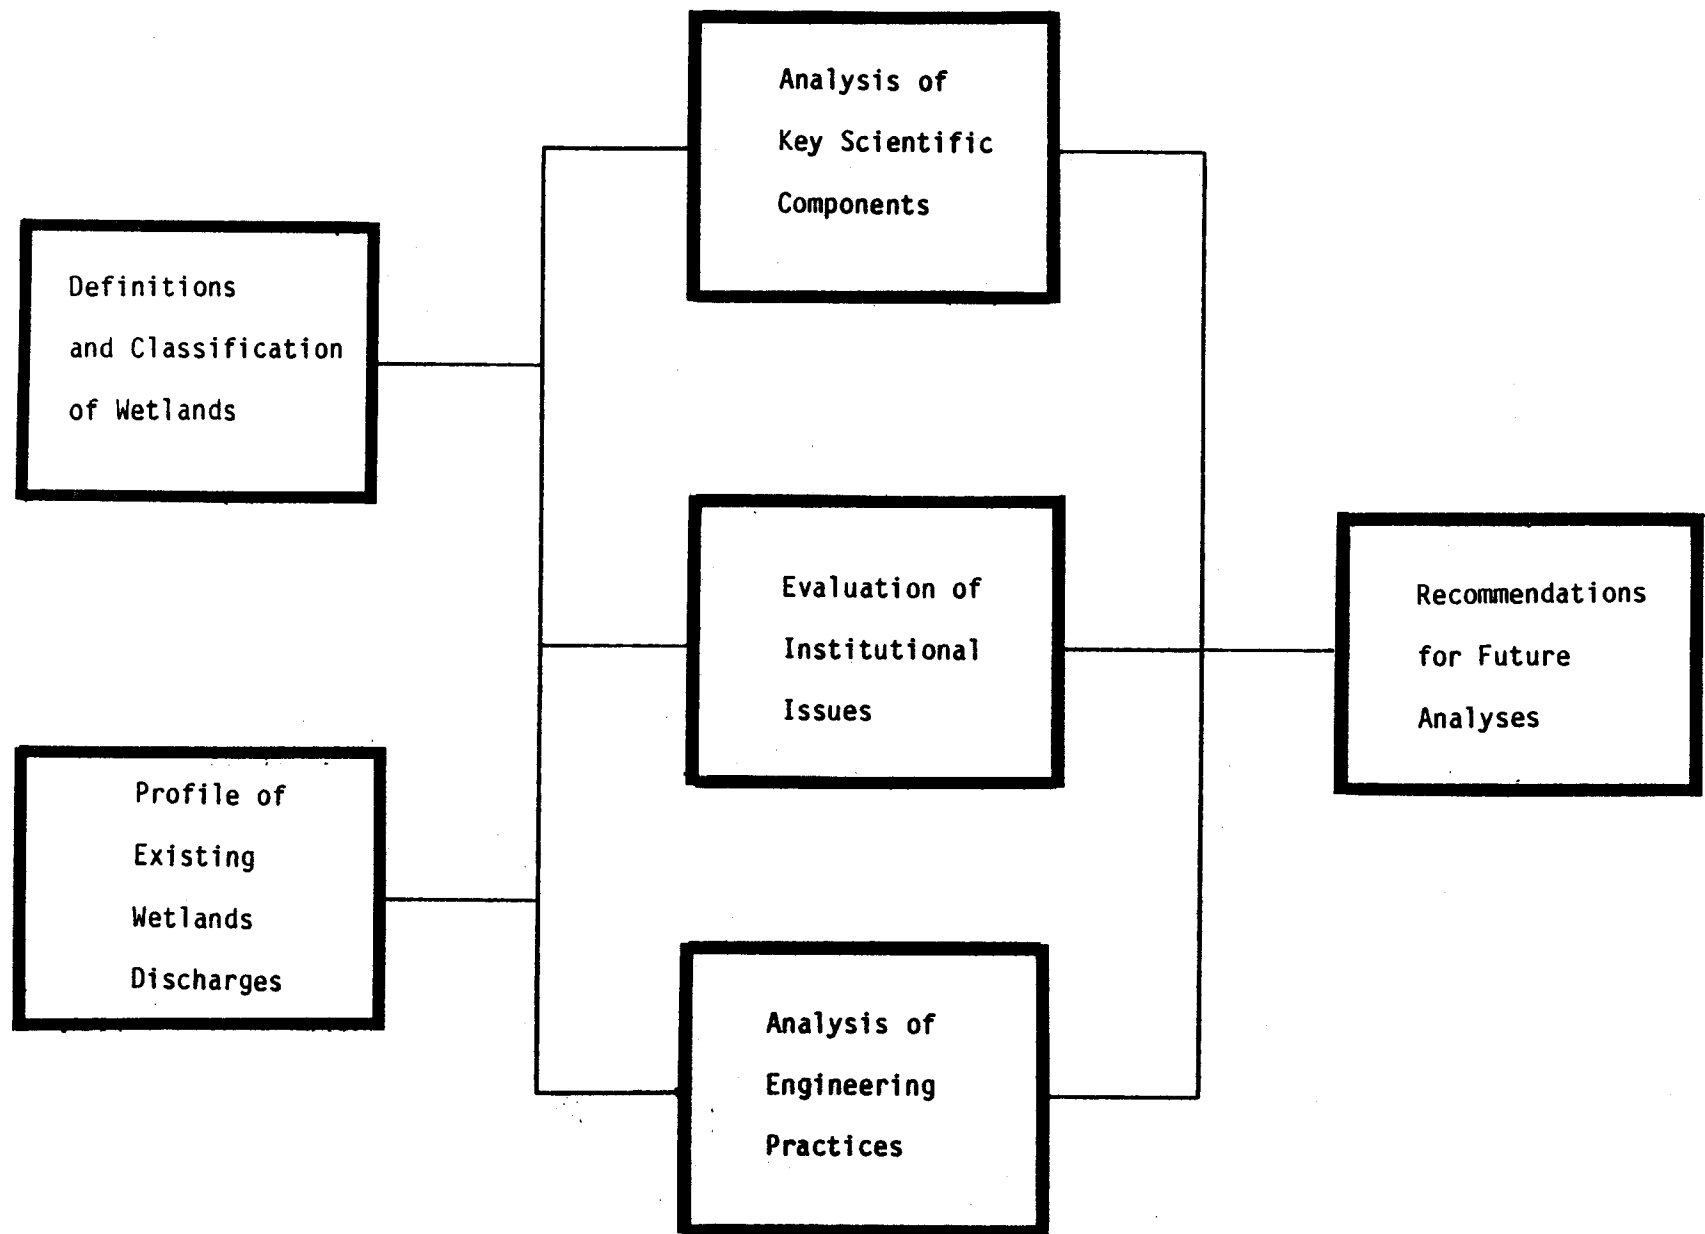 Definitions
and Classification
of Wetlands
Profile of
Existing
Wetlands
Discharges
Analysis of
Key Scientific
Components
Evaluation of
Institutional
Issues
Analysis of
Engineering
Practices
Recommendations
for Future
Analyses